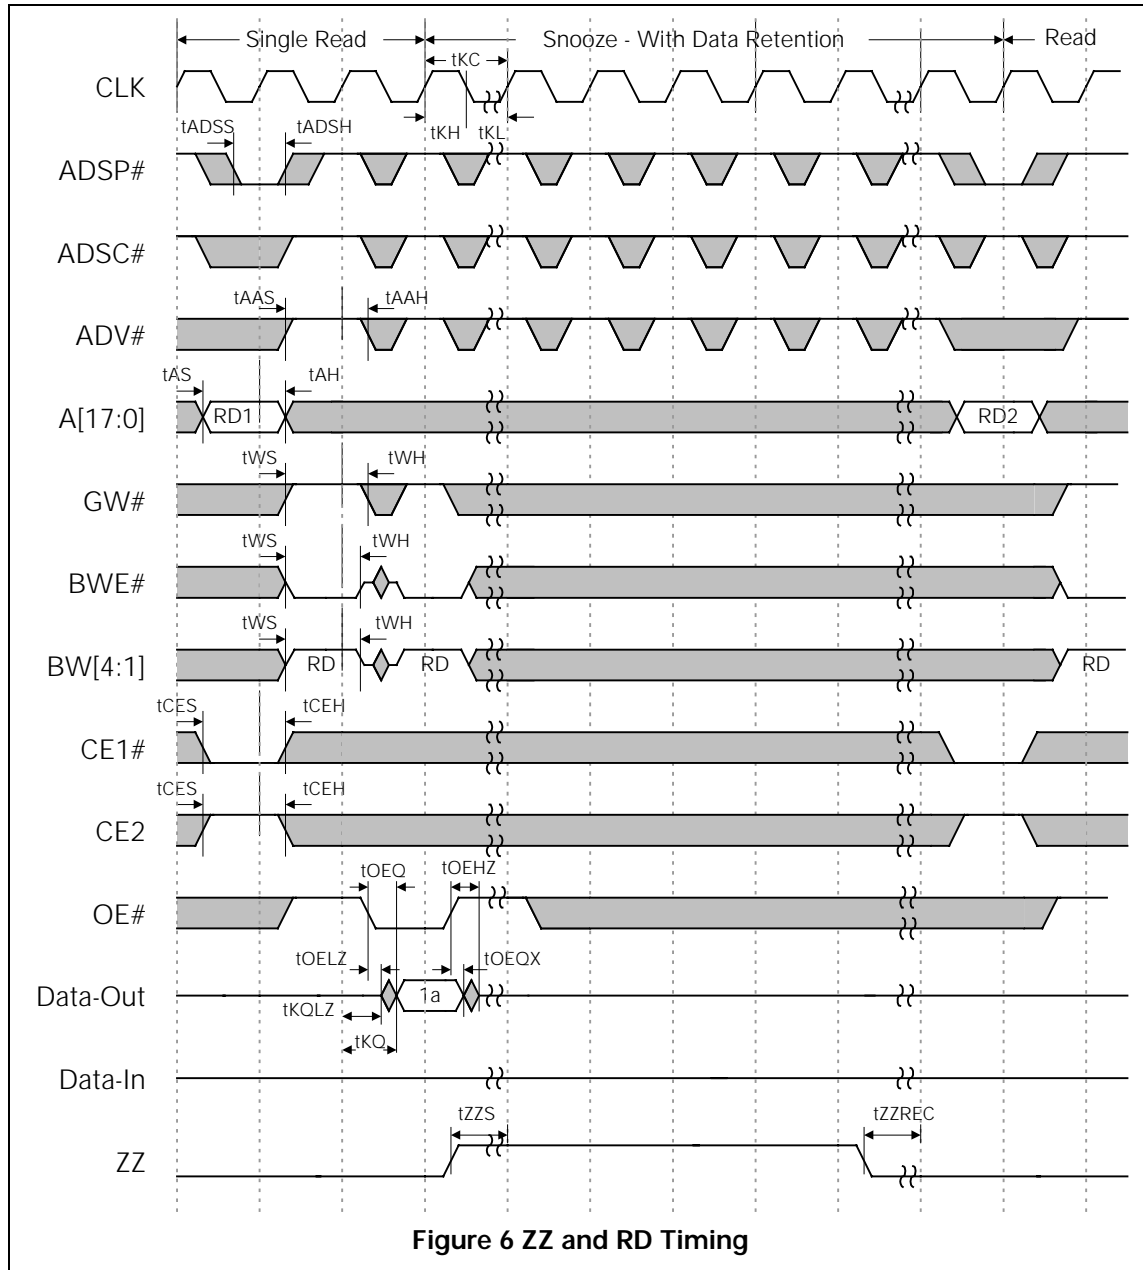 Single Read
Snooze - With Data Retention
Read
tKC
CLK
tKH
tKL
tADSS
tADSH
ADSP#
ADSC#
tAAS
tAAH
ADV#
tAS
tAH
A[17:0]
RD1
RD2
tWS
tWH
GW#
tWS
tWH
BWE#
tWS
tWH
BW[4:1]
RD
RD
RD
tCES
tCEH
CE1#
tCES
tCEH
CE2
tOEQ
tOEHZ
OE#
tOELZ
tOEQX
Data-Out
1a
tKQLZ
tKQ
Data-In
tZZS
tZZREC
ZZ
Figure 6 ZZ and RD Timing